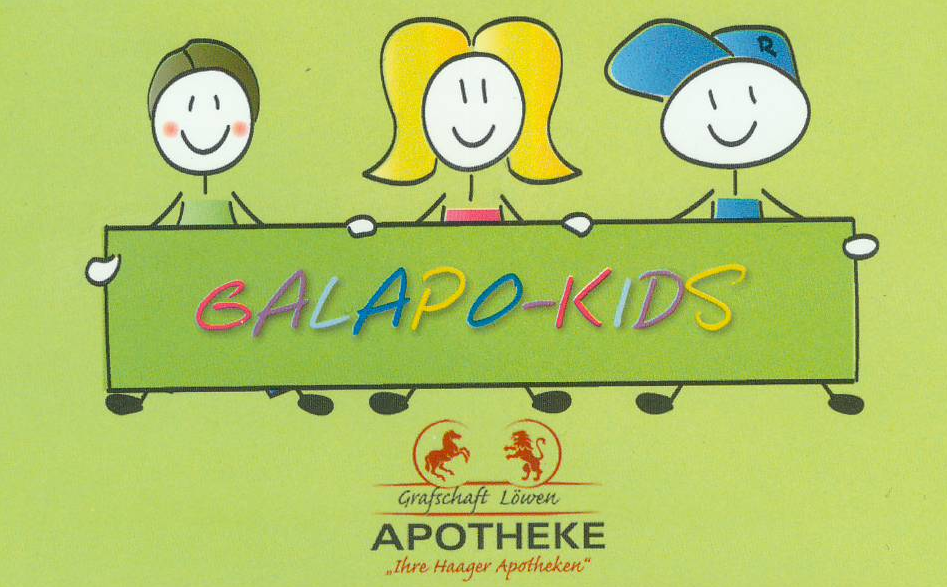 R
GALAPO-KIDS
Grafschaft Löwen
APOTHEKE
„Ihre Haager Apotheken“